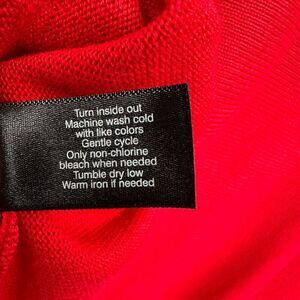 Turn inside out
Machine wash cold
with like colors
Gentle cycle
Only non-chlorine
bleach when needed
Tumble dry low
Warm iron if needed